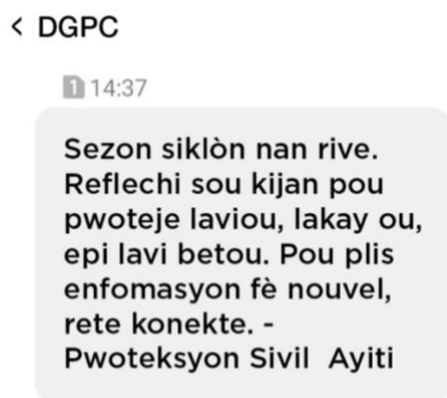 < DGPC
1 14:37
Sezon siklòn nan rive.
Reflechi sou kijan pou
pwoteje laviou, lakay ou,
epi lavi betou. Pou plis
enfomasyon fè nouvel,
rete konekte. -
Pwoteksyon Sivil Ayiti